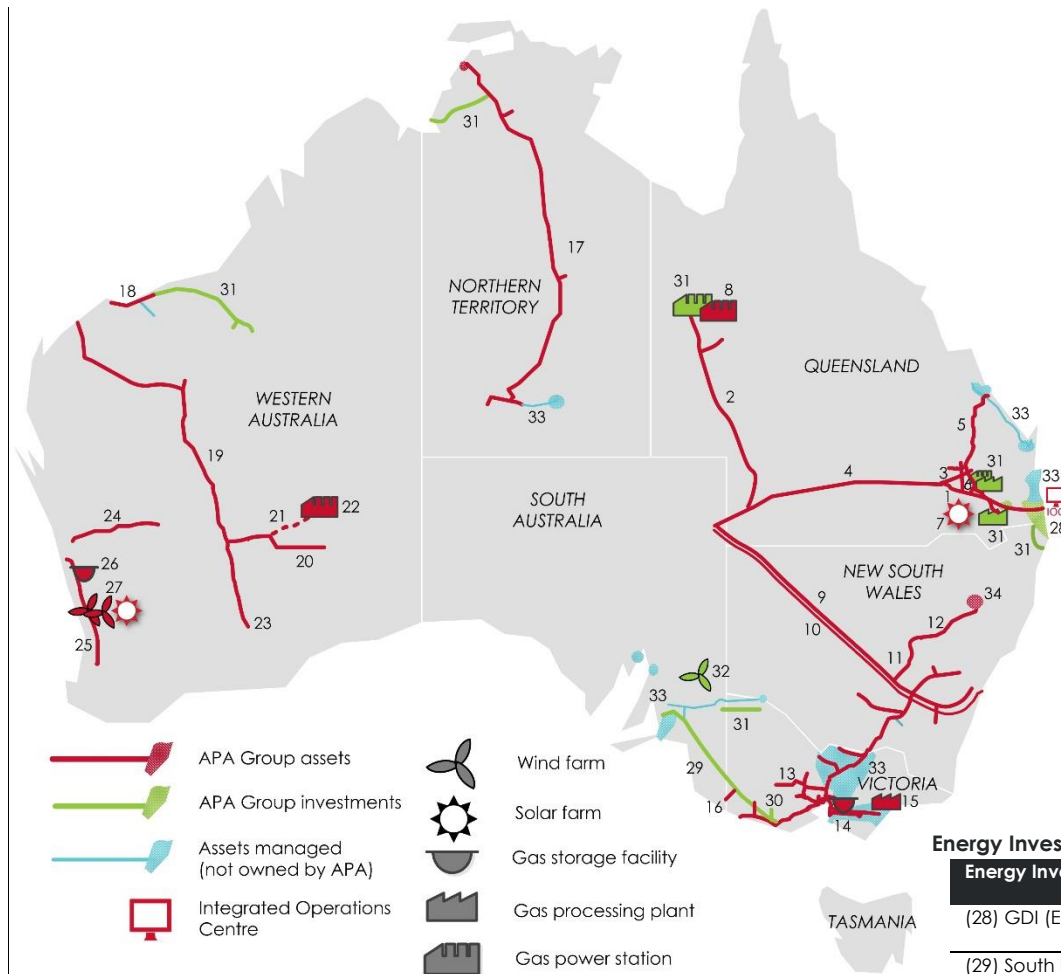 31
17
NORTHERN
TERRITORY
33
18
31
WESTERN
AUSTRALIA
19
21
22
20
24
26
27
25
23
31
8
QUEENSLAND
2
5
33
4
3
31
6
9
1
33
7
31
28
31
SOUTH
AUSTRALIA
NEW SOUTH
WALES
34
9
10
12
11
32
33
31
29
33
VICTORIA
13
16
30
15
14
APA Group assets
APA Group investments
Assets managed
(not owned by APA)
Integrated Operations
Centre
Wind farm
Solar farm
Gas storage facility
Gas processing plant
Gas power station
TASMANIA
Energy Inves
Energy Inve
(28) GDI (E
(29) South